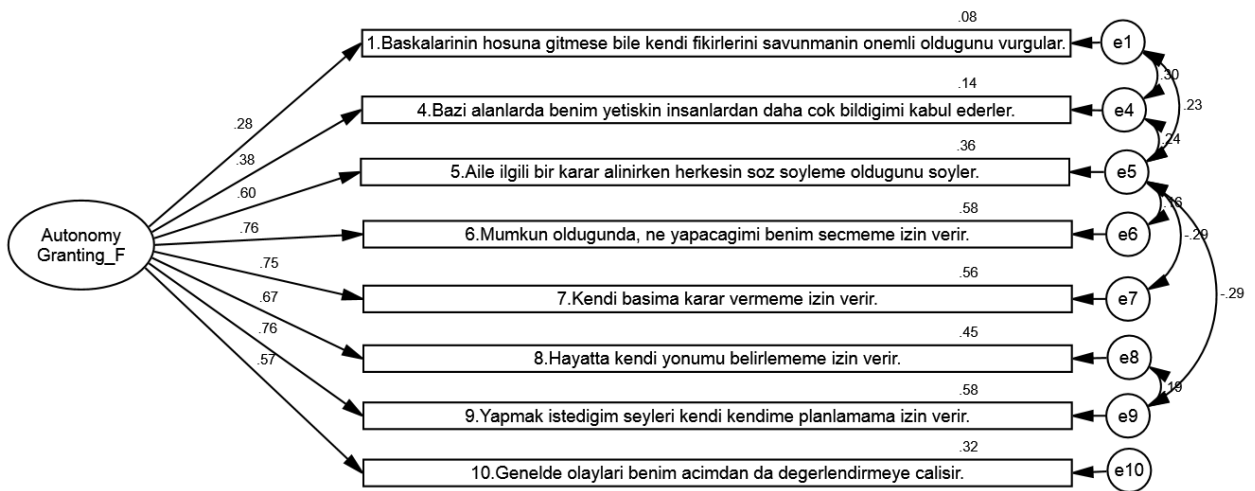 .08
1.Baskalarinin hosuna gitmese bile kendi fikirlerini savunmanin onemli oldugunu vurgular.
e1
.30
.14
4.Bazi alanlarda benim yetiskin insanlardan daha cok bildigimi kabul ederler.
e4
.23
.28
.24
.36
.38
5.Aile ilgili bir karar alinirken herkesin soz soyleme oldugunu soyler.
e5
.60
.16
.58
Autonomy
Granting_F
.76
6.Mumkun oldugunda, ne yapacagimi benim secmeme izin verir.
e6
-.29
.75
.56
7.Kendi basima karar vermeme izin verir.
e7
-.29
.67
.45
.76
8.Hayatta kendi yonumu belirlememe izin verir.
e8
.57
.19
.58
9.Yapmak istedigim seyleri kendi kendime planlamama izin verir.
e9
.32
10.Genelde olaylari benim acimdan da degerlendirmeye calisir.
e10